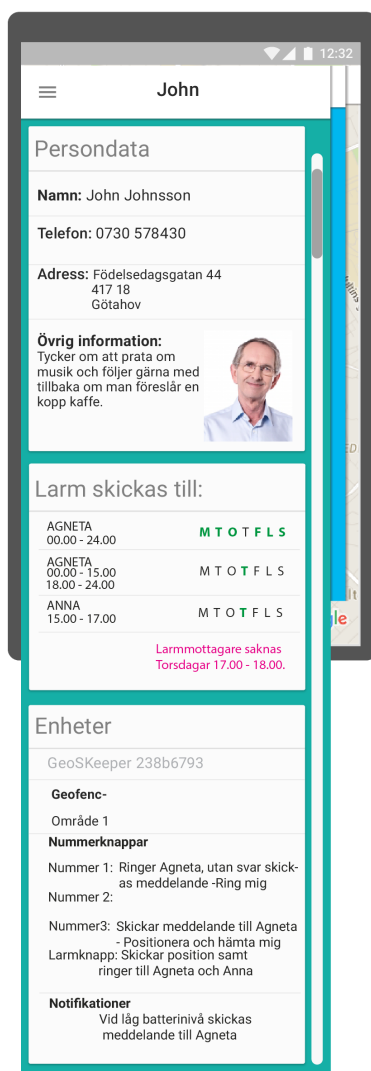 12:32
John
Persondata
Namn: John Johnsson
Telefon: 0730 578430
Adress: Födelsedagsgatan 44
417 18
Götahov
Övrig information:
Tycker om att prata om
musik och följer gärna med
tillbaka om man föreslår en
kopp kaffe.
Larm skickas till:
AGNETA
00.00 - 24.00
M T O T F L S
AGNETA
00.00 - 15.00
18.00 - 24.00
M T O T F L S
ANNA
15.00 - 17.00
M T O T F L S
Larmmottagare saknas
Torsdagar 17.00 - 18.00.
Enheter
GeoSKeeper 238b6793
Geofenc-
Område 1
Nummerknappar
Nummer 1: Ringer Agneta, utan svar skick-
as meddelande -Ring mig
Nummer 2:
Nummer3: Skickar meddelande till Agneta
- Positionera och hämta mig
Larmknapp: Skickar position samt
ringer till Agneta och Anna
Notifikationer
Vid låg batterinivå skickas
meddelande till Agneta